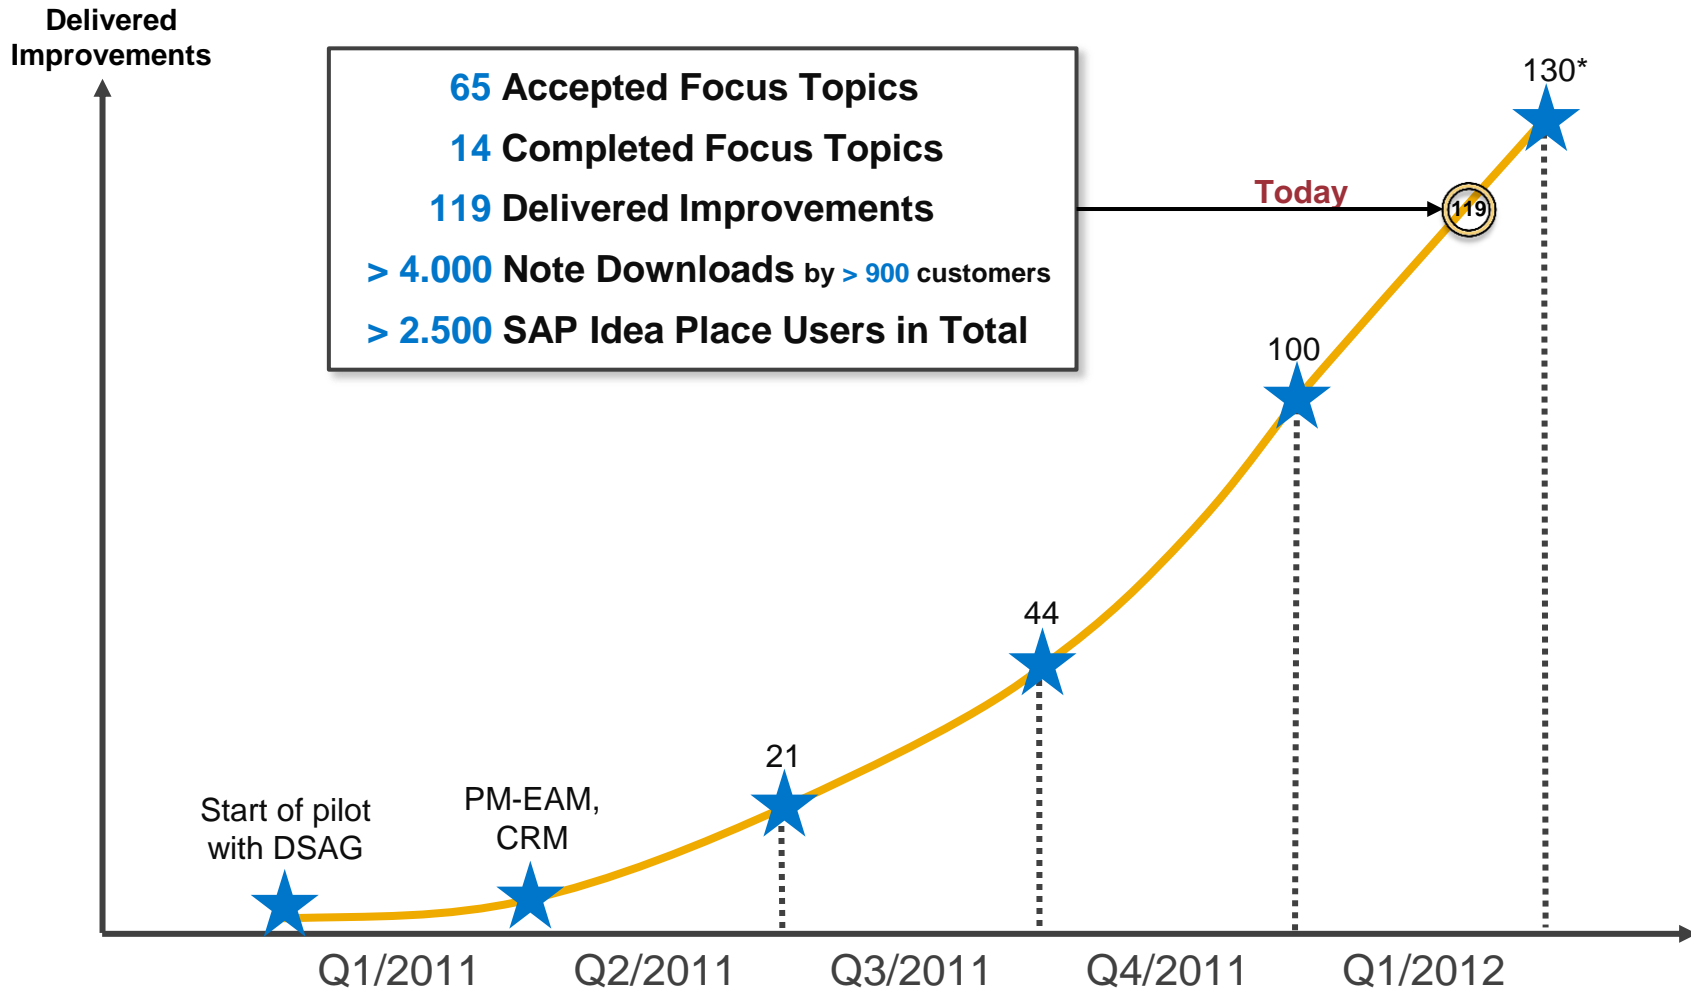 Delivered
Improvements
65 Accepted Focus Topics
14 Completed Focus Topics
119 Delivered Improvements
> 4.000 Note Downloads by > 900 customers
> 2.500 SAP Idea Place Users in Total
Today
119
130*
100
44
21
PM-EAM,
CRM
Start of pilot
with DSAG
Q1/2011
Q2/2011
Q3/2011
Q4/2011
Q1/2012